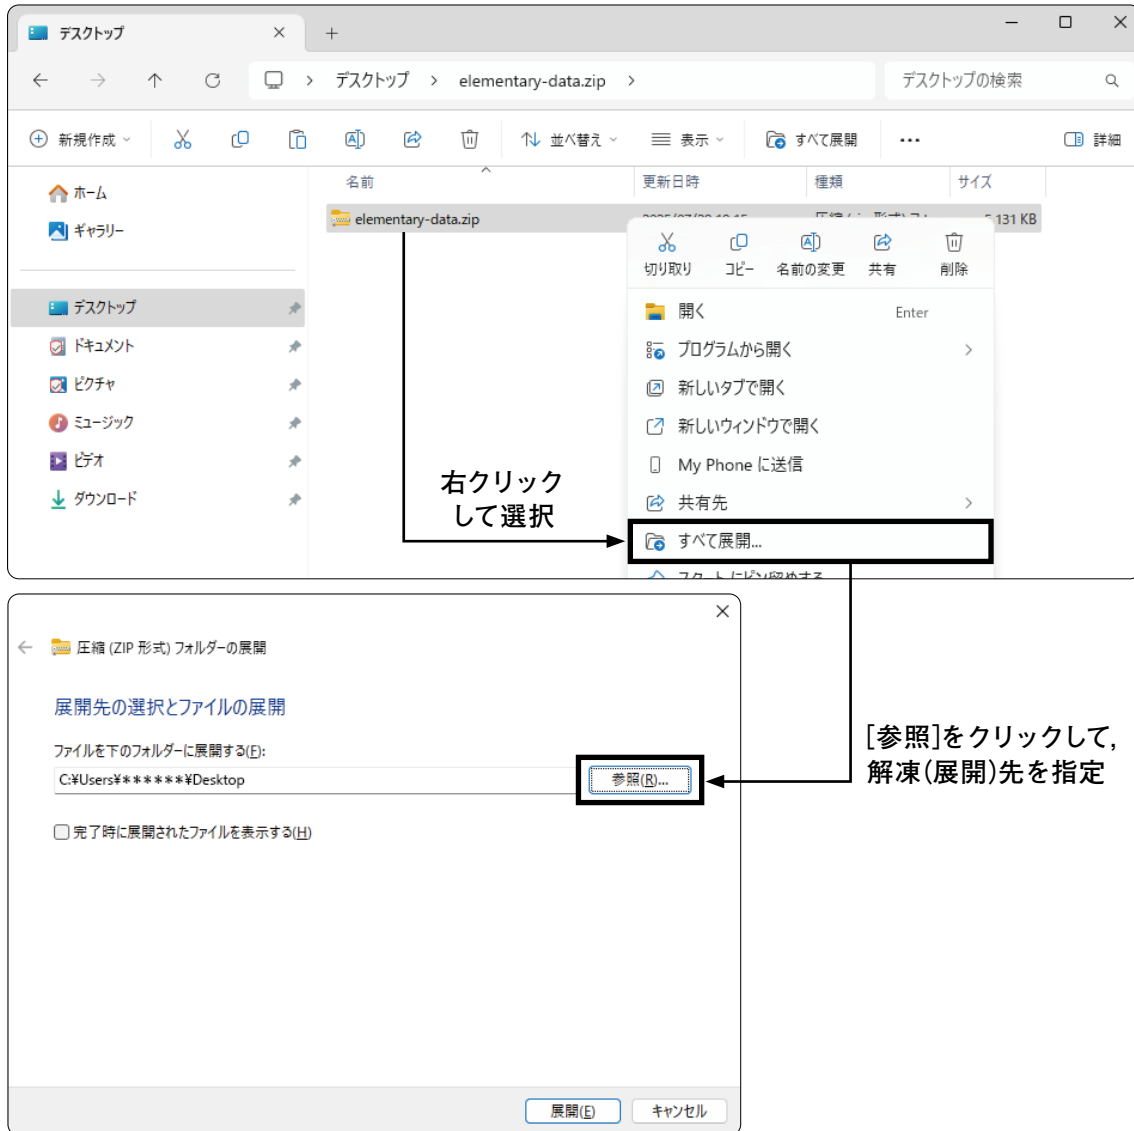 デスクトップ
デスクトップ > elementary-data.zip >
デスクトップの検索
新規作成
並べ替え
表示
すべて展開
詳細
ホーム
ギャラリー
デスクトップ
ドキュメント
ピクチャ
ミュージック
ビデオ
ダウンロード
名前
更新日時
種類
サイズ
elementary-data.zip
5,131 KB
切り取り
コピー
名前の変更
共有
削除
開く Enter
プログラムから開く
新しいタブで開く
新しいウィンドウで開く
My Phone に送信
共有先
すべて展開...
スタート にピン留めする
右クリック
して選択
圧縮 (ZIP 形式) フォルダーの展開
展開先の選択とファイルの展開
ファイルを下のフォルダーに展開する(F):
C:¥Users¥******¥Desktop
参照(R)...
完了時に展開されたファイルを表示する(H)
展開(E)
キャンセル
[参照]をクリックして,
解凍(展開)先を指定